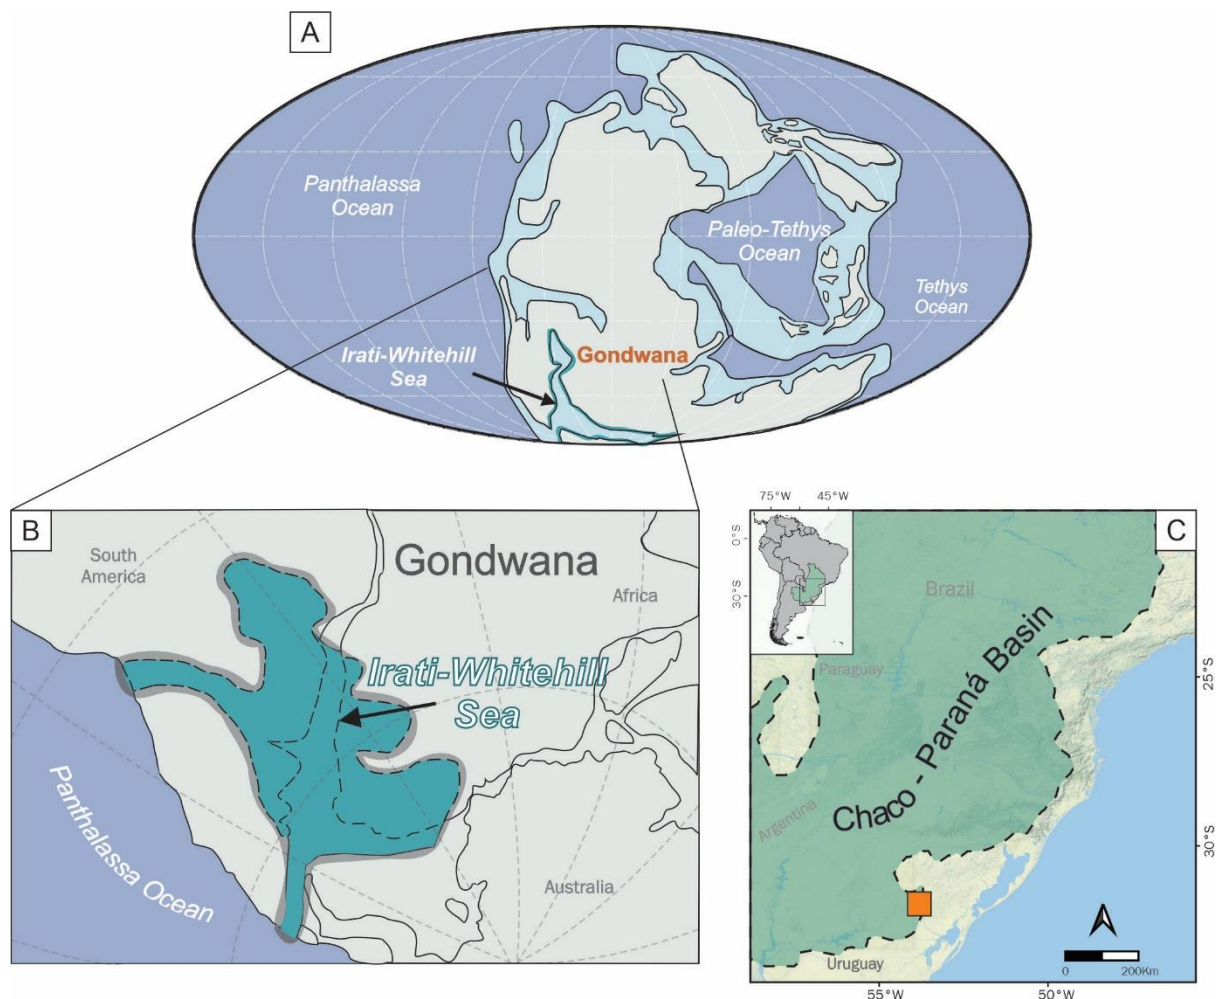 A
Panthalassa
Ocean
Paleo-Tethys
Ocean
Tethys
Ocean
Irati-Whitehill
Sea
Gondwana
B
South
America
Gondwana
Africa
Irati-Whitehill
Sea
Panthalassa Ocean
Australia
C
75°W
45°W
0°S
30°S
Brazil
Paraguay
Chaco - Paraná Basin
Argentina
Uruguay
25°S
30°S
0
200Km
55°W
50°W